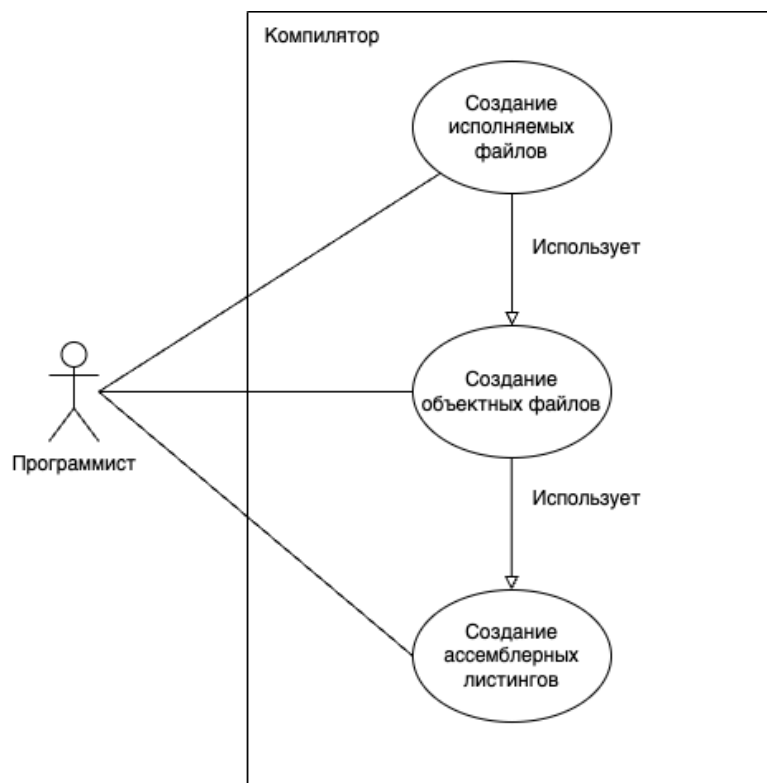 Компилятор
Создание
исполняемых
файлов
Использует
Создание
объектных файлов
Программист
Использует
Создание
ассемблерных
листингов